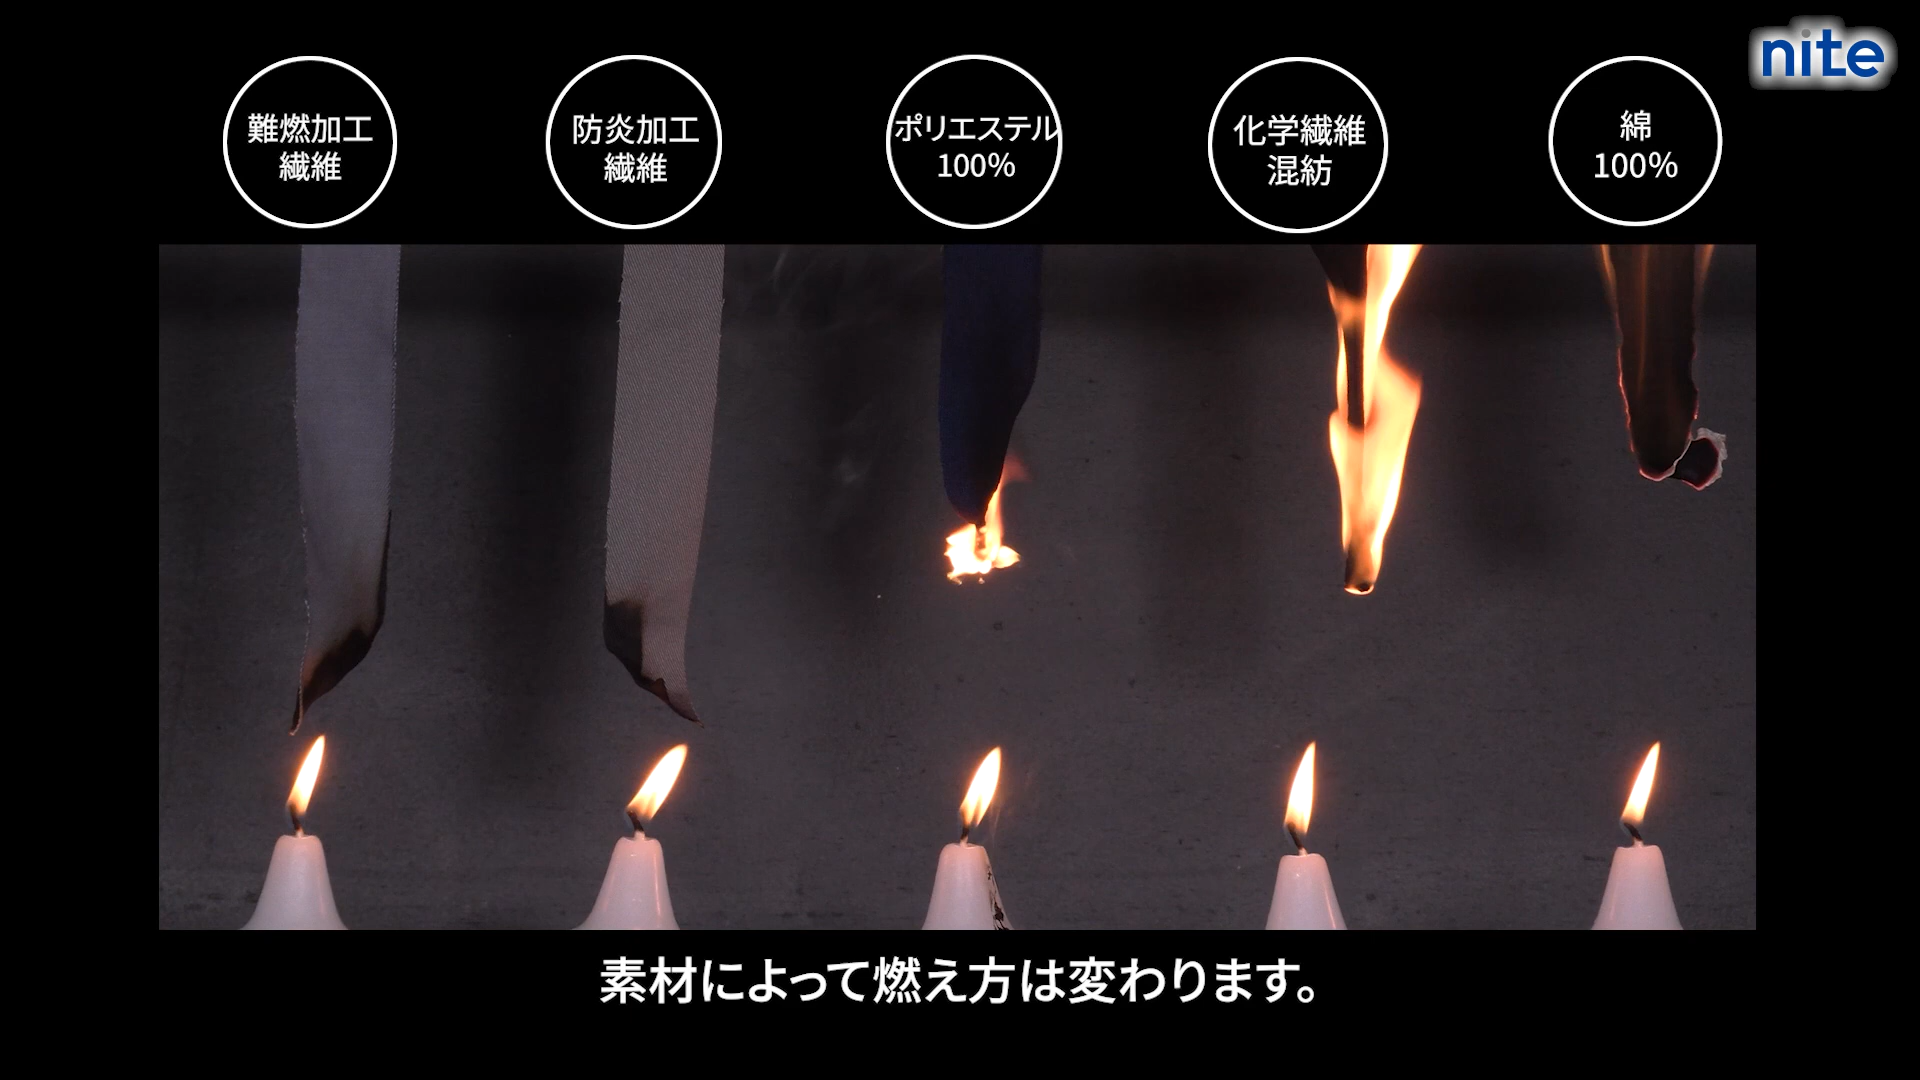 nite
難燃加工
繊維
防炎加工
繊維
ポリエステル
100%
化学繊維
混紡
綿
100%
素材によって燃え方は変わります。